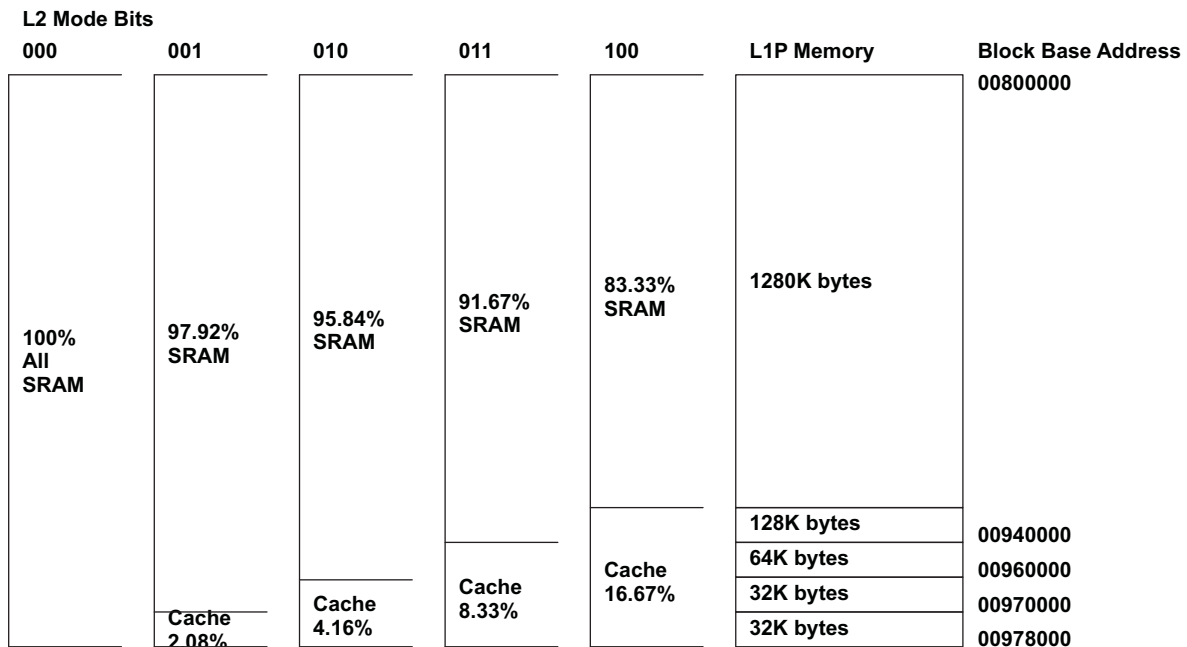 L2 Mode Bits
000 001 010 011 100 L1P Memory Block Base Address
00800000
100%
All
SRAM
97.92%
SRAM
Cache
2.08%
95.84%
SRAM
Cache
4.16%
91.67%
SRAM
Cache
8.33%
83.33%
SRAM
Cache
16.67%
1280K bytes
128K bytes
00940000
64K bytes
00960000
32K bytes
00970000
32K bytes
00978000